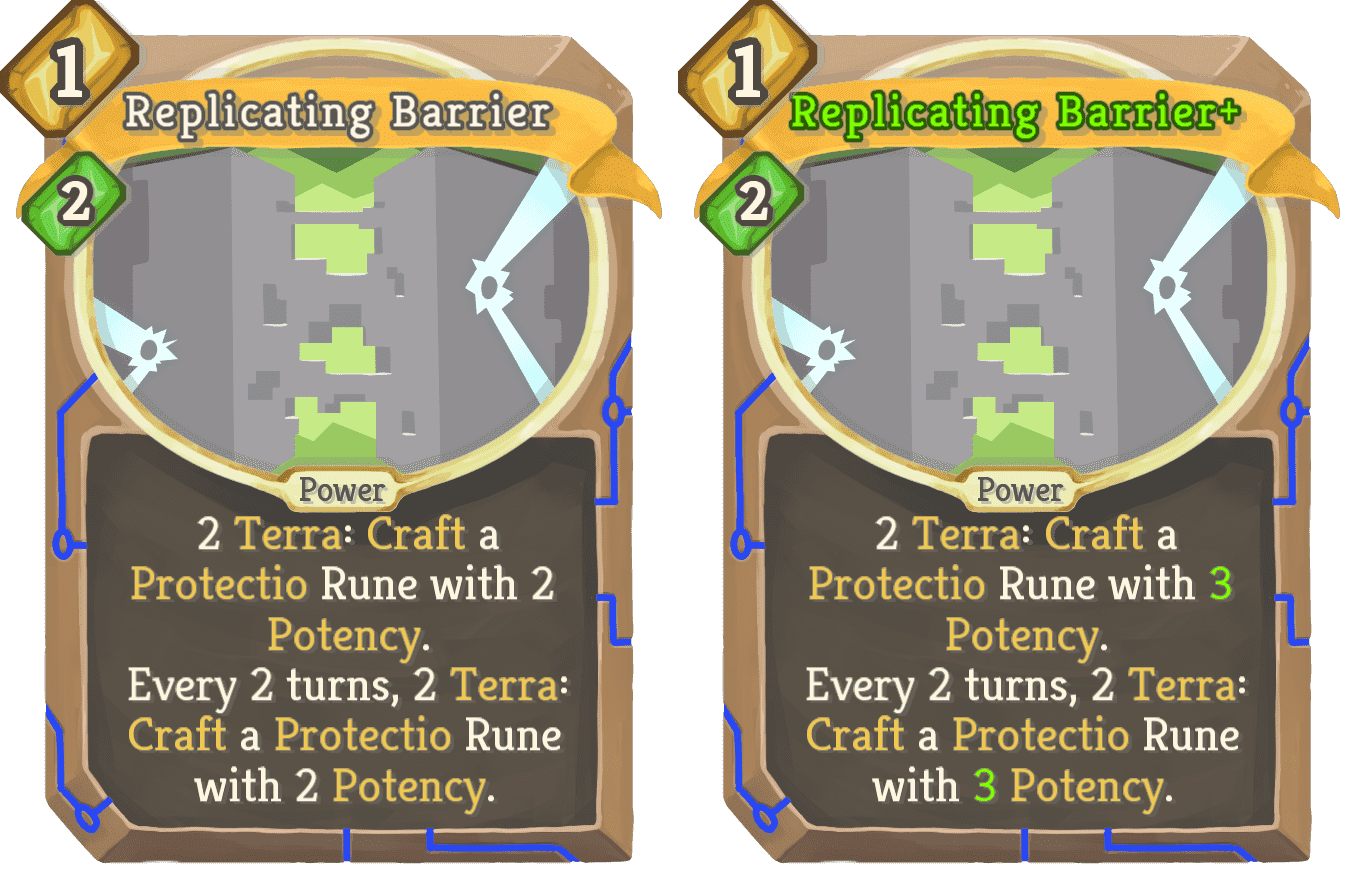 1
Replicating Barrier
2
Power
2 Terra: Craft a
Protectio Rune with 2
Potency.
Every 2 turns, 2 Terra:
Craft a Protectio Rune
with 2 Potency.
1
Replicating Barrier+
2
Power
2 Terra: Craft a
Protectio Rune with 3
Potency.
Every 2 turns, 2 Terra:
Craft a Protectio Rune
with 3 Potency.